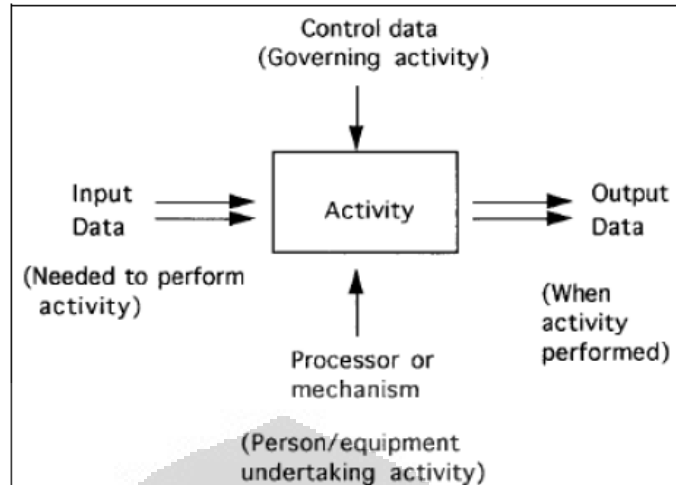 Control data
(Governing activity)
Input
Data
(Needed to perform
activity)
Activity
Output
Data
(When
activity
performed)
Processor or
mechanism
(Person/equipment
undertaking activity)